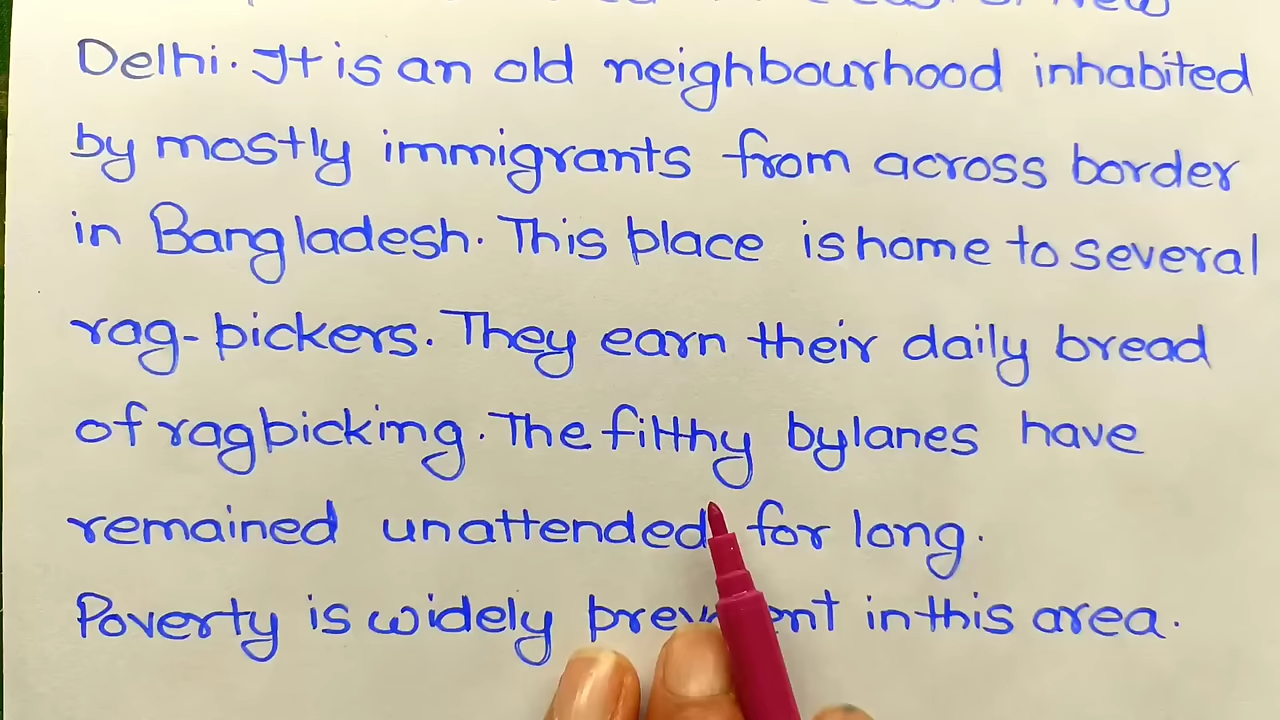 New
Delhi. It is an old neighbourhood inhabited
by mostly immigrants from across border
in Bangladesh. This place is home to several
rag-pickers. They earn their daily bread
of ragpicking. The filthy bylanes have
remained unattended for long.
Poverty is widely in this area.